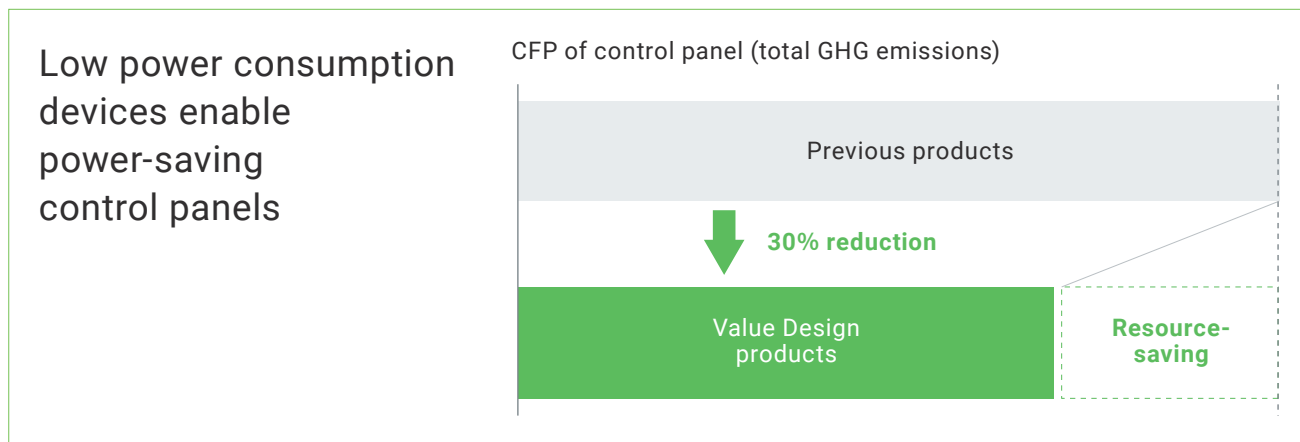 Low power consumption
devices enable
power-saving
control panels
CFP of control panel (total GHG emissions)
Previous products
30% reduction
Value Design
products
Resource-
saving